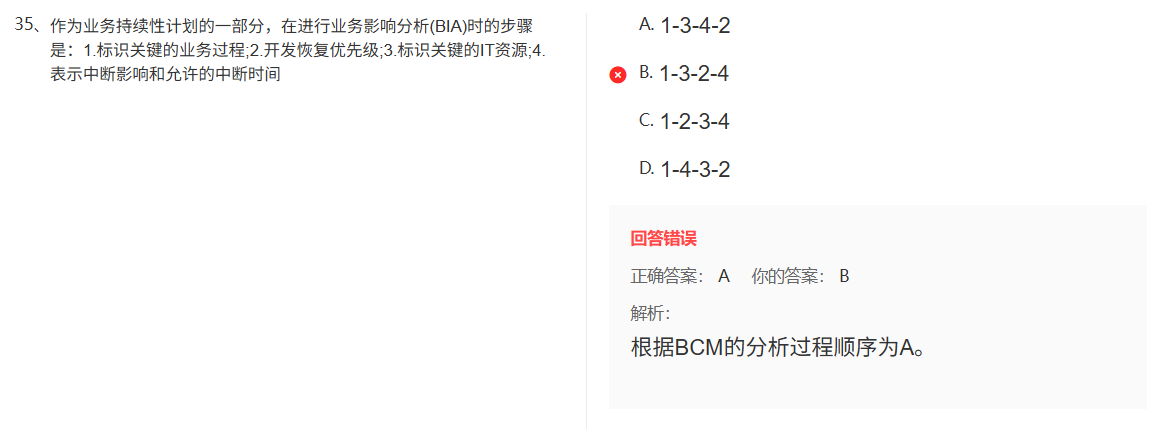 35、作为业务持续性计划的一部分，在进行业务影响分析(BIA)时的步骤
是：1.标识关键的业务过程;2.开发恢复优先级;3.标识关键的IT资源;4.
表示中断影响和允许的中断时间
A. 1-3-4-2
B. 1-3-2-4
C. 1-2-3-4
D. 1-4-3-2
回答错误
正确答案： A 你的答案： B
解析：
根据BCM的分析过程顺序为A。